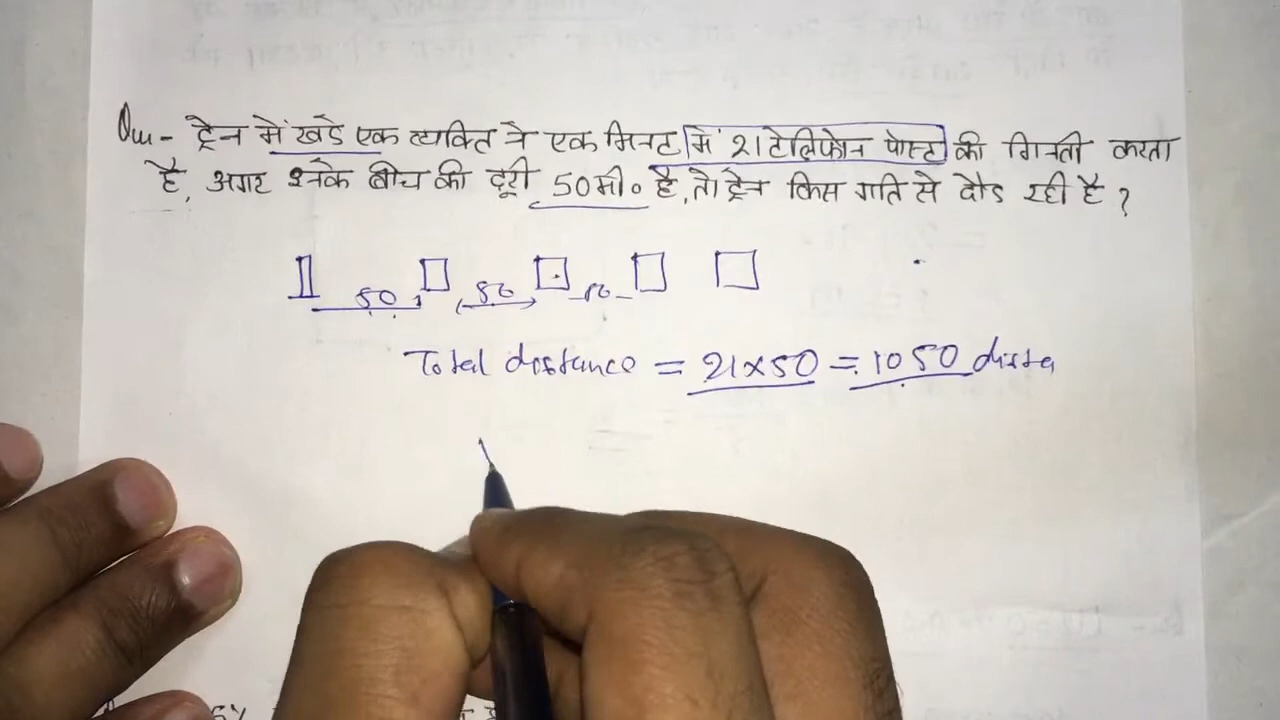 Qus - ट्रेन में खडे एक व्यक्ति ने एक मिनट में 21 टेलिफोन पोस्ट की गिनती करता
है, अगर इनके बीच की दूरी 50 मी० है, तो ट्रेन किस गति से दौड रही है ?
50 50 50
Total distance = 21×50 = 1050